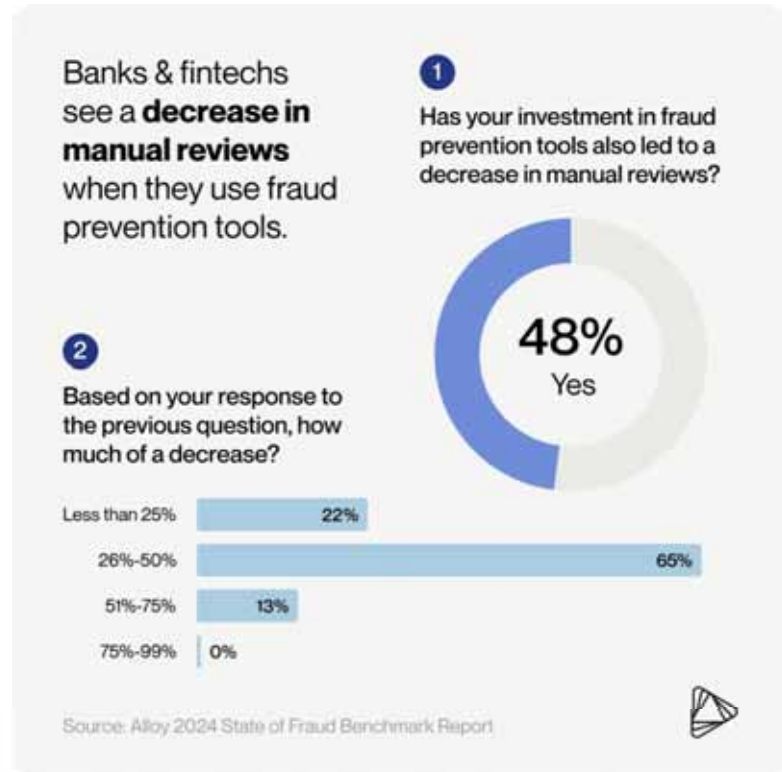 Banks & fintechs
see a decrease in
manual reviews
when they use fraud
prevention tools.
1
Has your investment in fraud
prevention tools also led to a
decrease in manual reviews?
48%
Yes
2
Based on your response to
the previous question, how
much of a decrease?
Less than 25% 22%
26%-50% 65%
51%-75% 13%
75%-99% 0%
Source: Alloy 2024 State of Fraud Benchmark Report